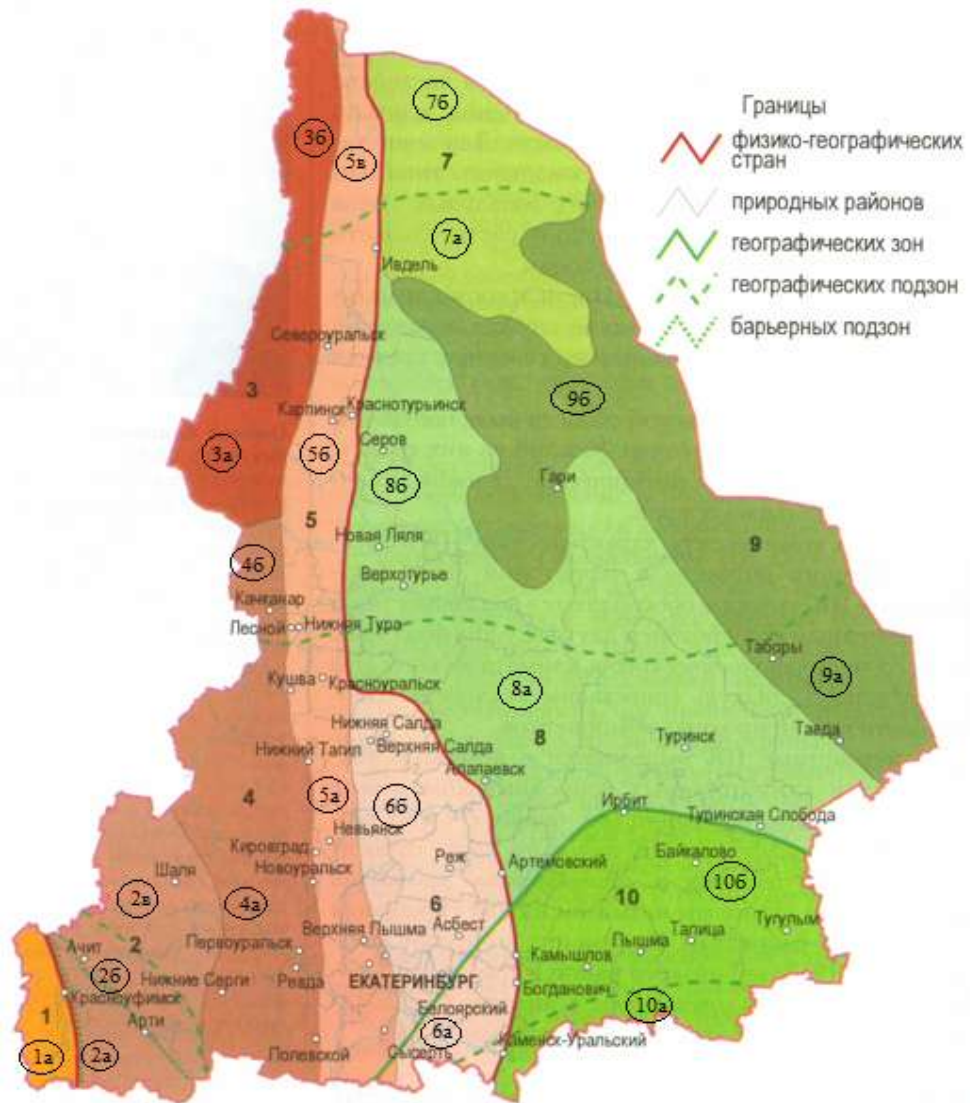 Границы
физико-географических
стран
природных районов
географических зон
географических подзон
барьерных подзон
7б
3б
5в
7
7а
Ивдель
Североуральск
3
9б
Карпинск
Краснотурьинск
3а
5б
Серов
8б
Гари
5
Новая Ляля
9
4б
Верхотурье
Качканар
Лесной
Нижняя Тура
Таборы
Кушва
Красноуральск
8а
9а
Нижняя Салда
8
Туринск
Тавда
Нижний Тагил
Верхняя Салда
Алапаевск
4
5а
6б
Ирбит
Туринская Слобода
Невьянск
Кировград
Реж
Артемовский
Байкалово
Шаля
Новоуральск
10б
2в
4а
6
10
Верхняя Пышма
Асбест
Тугулым
2
Ачит
Первоуральск
Камышлов
Пышма
Талица
2б
Нижние Серги
Ревда
ЕКАТЕРИНБУРГ
Богданович
Красноуфимск
Белоярский
10а
1
Арти
6а
Каменск-Уральский
1а
2а
Полевской
Сысерть